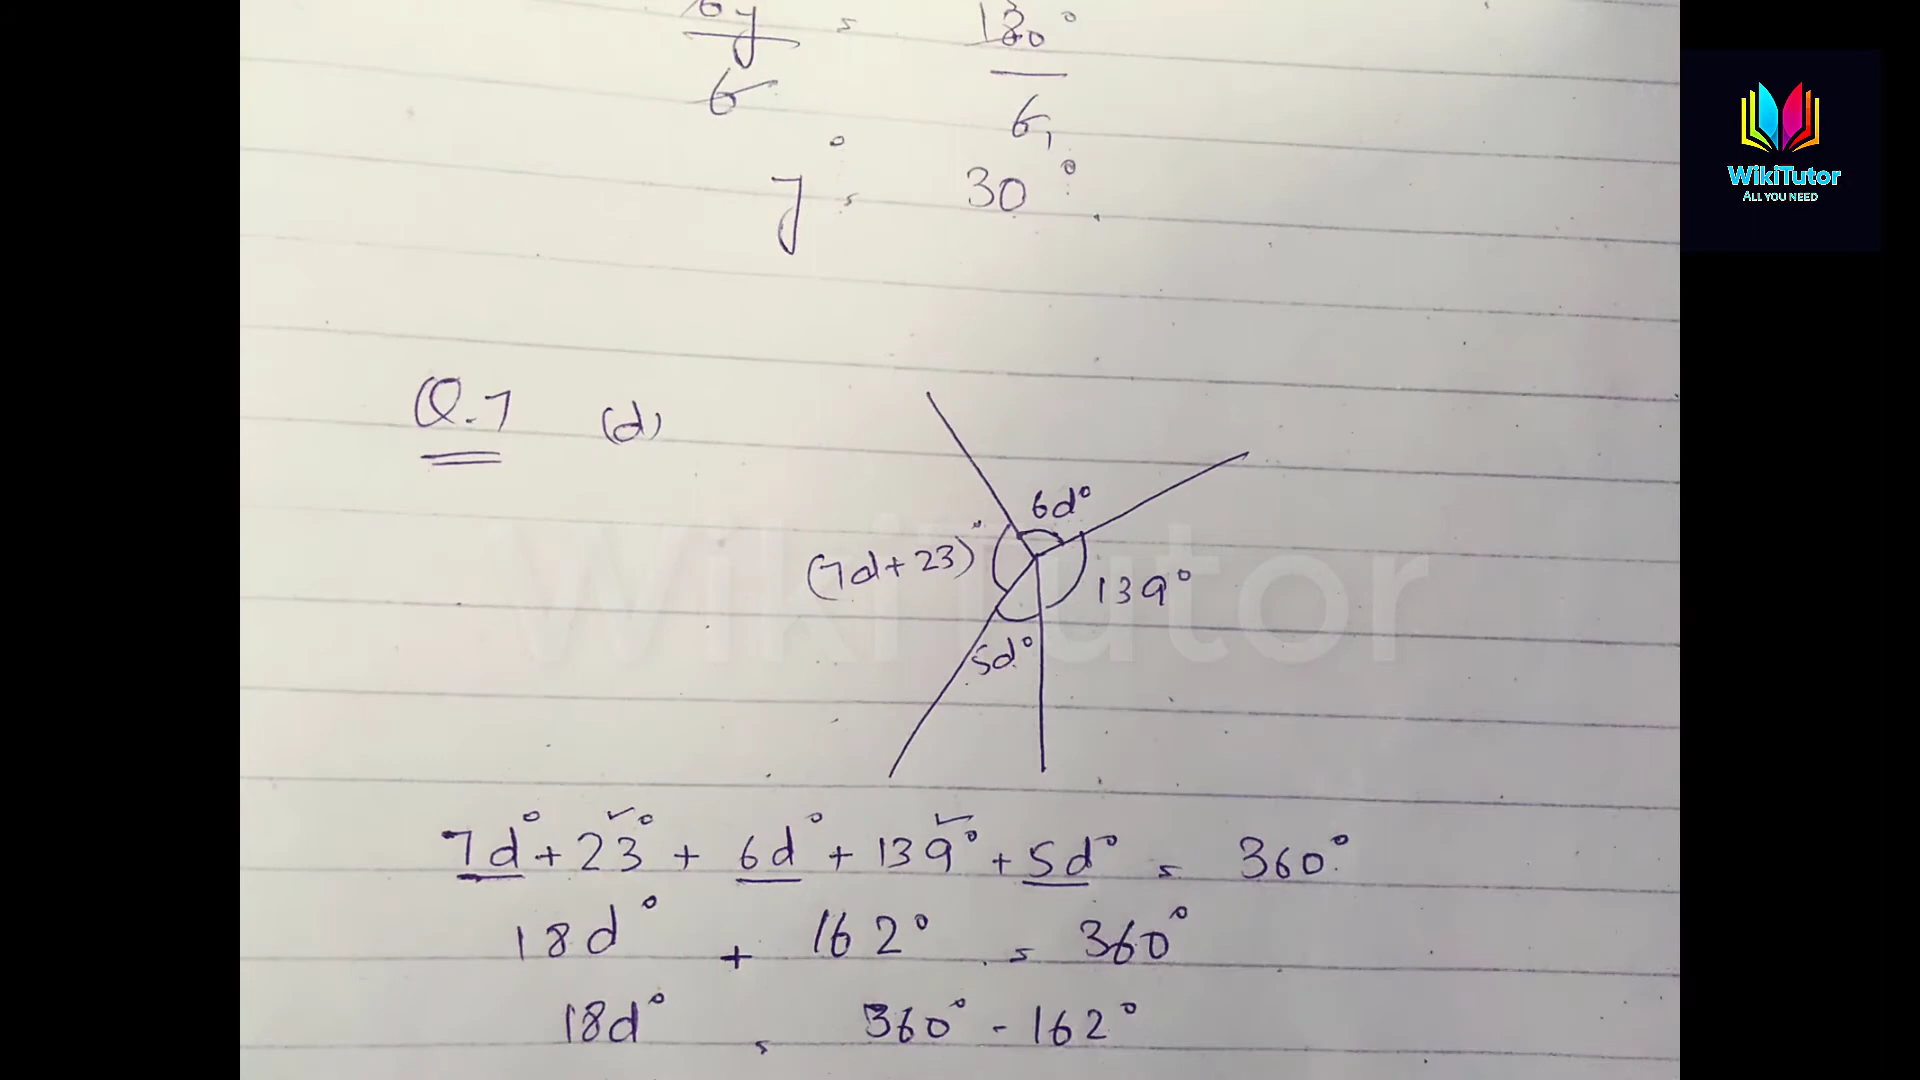 6y = 180°
6 6,
y° = 30°.
WikiTutor
ALL YOU NEED
Q.7 (d)
6d°
(7d+23)°
139°
5d°
WikiTutor
7d° + 23° + 6d° + 139° + 5d° = 360°
18d° + 162° = 360°
18d° = 360° - 162°